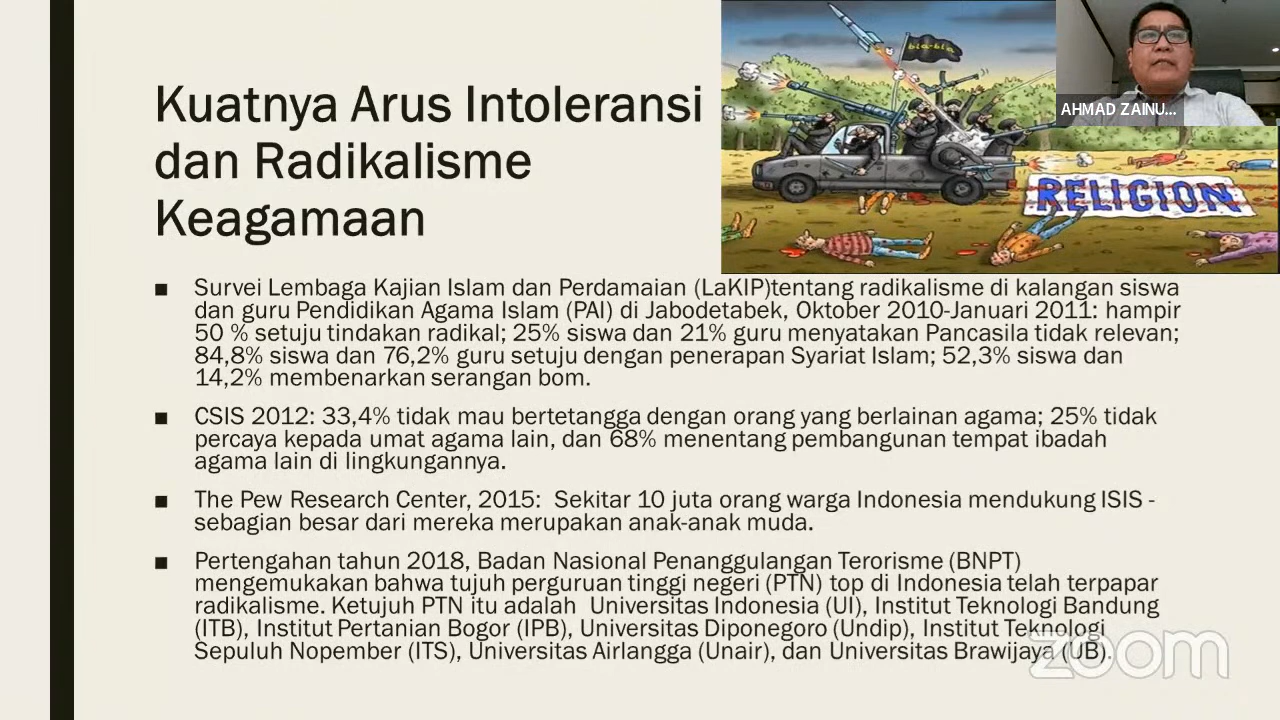 Kuatnya Arus Intoleransi
dan Radikalisme
Keagamaan
bla-bla
RELIGION
AHMAD ZAINU...
■ Survei Lembaga Kajian Islam dan Perdamaian (LaKIP)tentang radikalisme di kalangan siswa
dan guru Pendidikan Agama Islam (PAI) di Jabodetabek, Oktober 2010-Januari 2011: hampir
50 % setuju tindakan radikal; 25% siswa dan 21% guru menyatakan Pancasila tidak relevan;
84,8% siswa dan 76,2% guru setuju dengan penerapan Syariat Islam; 52,3% siswa dan
14,2% membenarkan serangan bom.
■ CSIS 2012: 33,4% tidak mau bertetangga dengan orang yang berlainan agama; 25% tidak
percaya kepada umat agama lain, dan 68% menentang pembangunan tempat ibadah
agama lain di lingkungannya.
■ The Pew Research Center, 2015: Sekitar 10 juta orang warga Indonesia mendukung ISIS -
sebagian besar dari mereka merupakan anak-anak muda.
■ Pertengahan tahun 2018, Badan Nasional Penanggulangan Terorisme (BNPT)
mengemukakan bahwa tujuh perguruan tinggi negeri (PTN) top di Indonesia telah terpapar
radikalisme. Ketujuh PTN itu adalah Universitas Indonesia (UI), Institut Teknologi Bandung
(ITB), Institut Pertanian Bogor (IPB), Universitas Diponegoro (Undip), Institut Teknologi
Sepuluh Nopember (ITS), Universitas Airlangga (Unair), dan Universitas Brawijaya (UB).
zoom